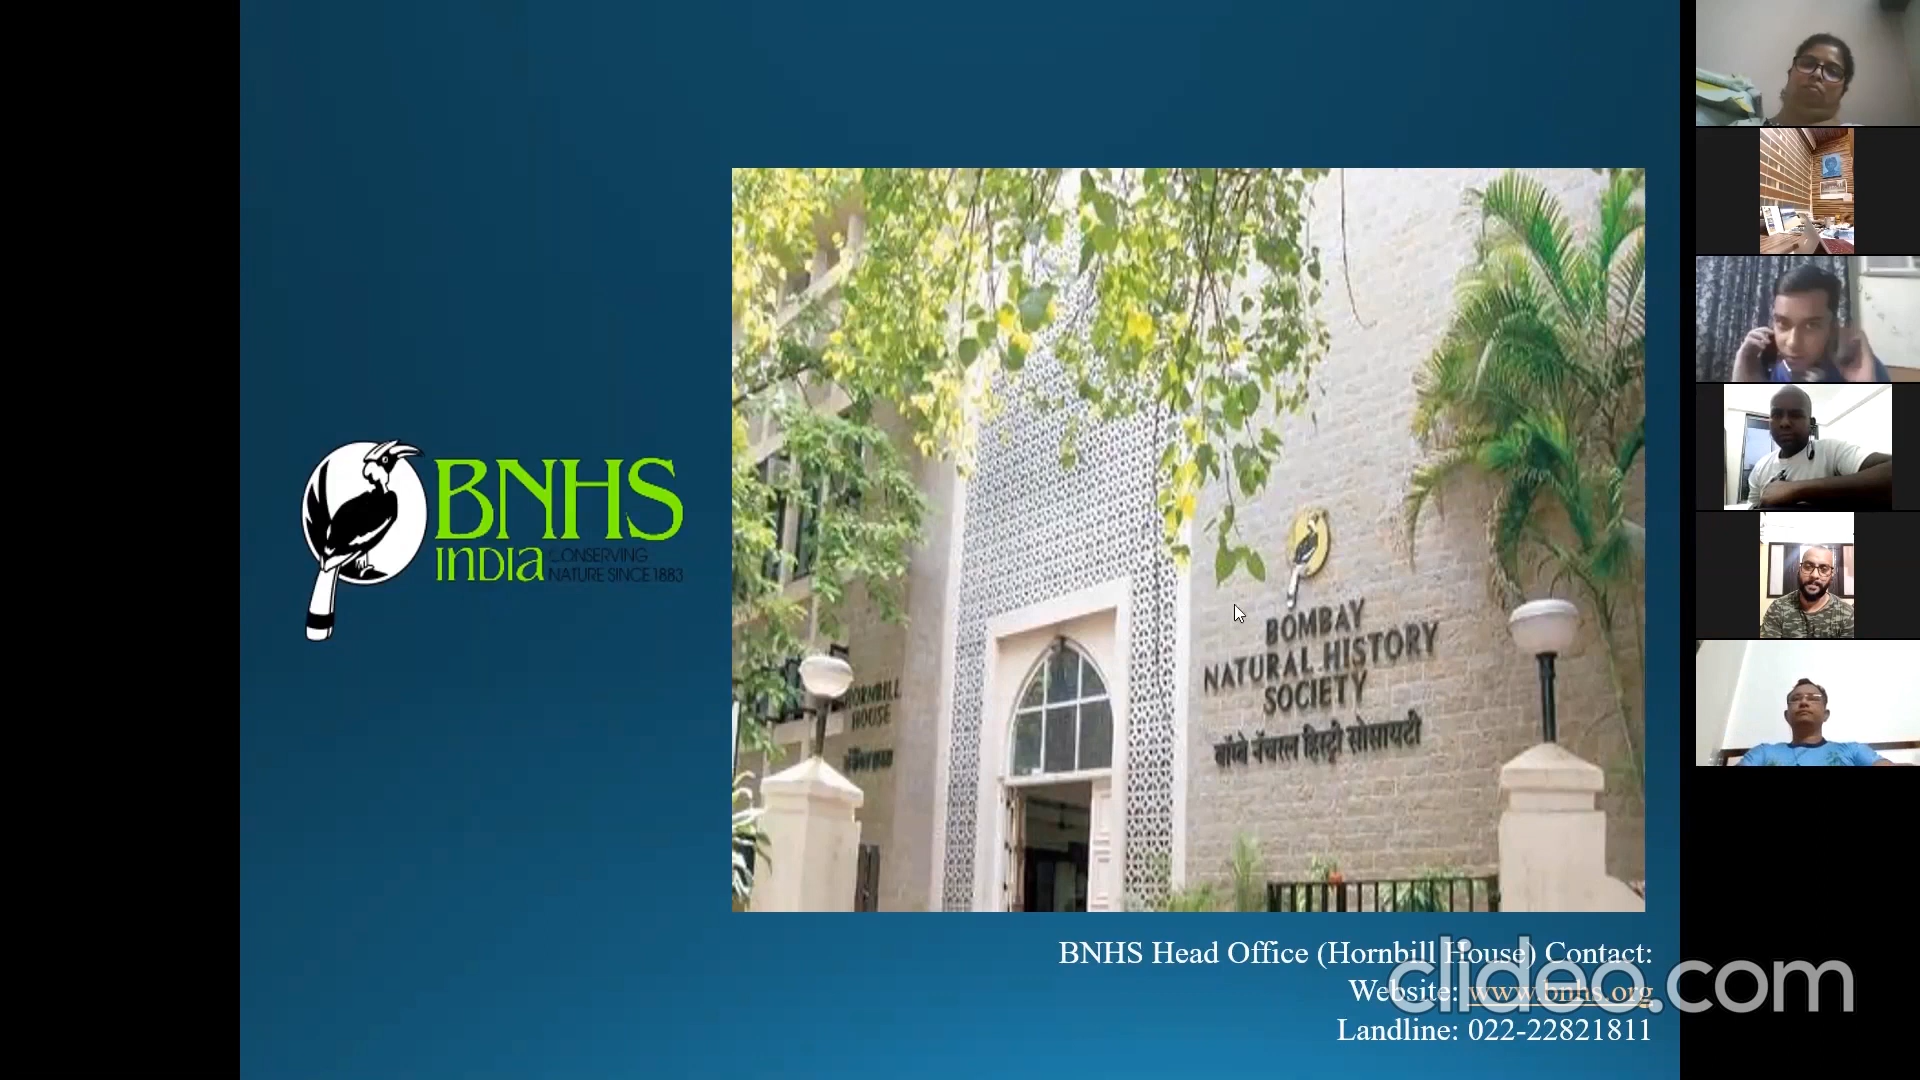 BNHS
INDIA CONSERVING
NATURE SINCE 1883
HORNBILL
HOUSE
BOMBAY
NATURAL HISTORY
SOCIETY
बॉम्बे नॅचरल हिस्ट्री सोसायटी
BNHS Head Office (Hornbill House) Contact:
Website: www.bnhs.org
Landline: 022-22821811
clideo.com